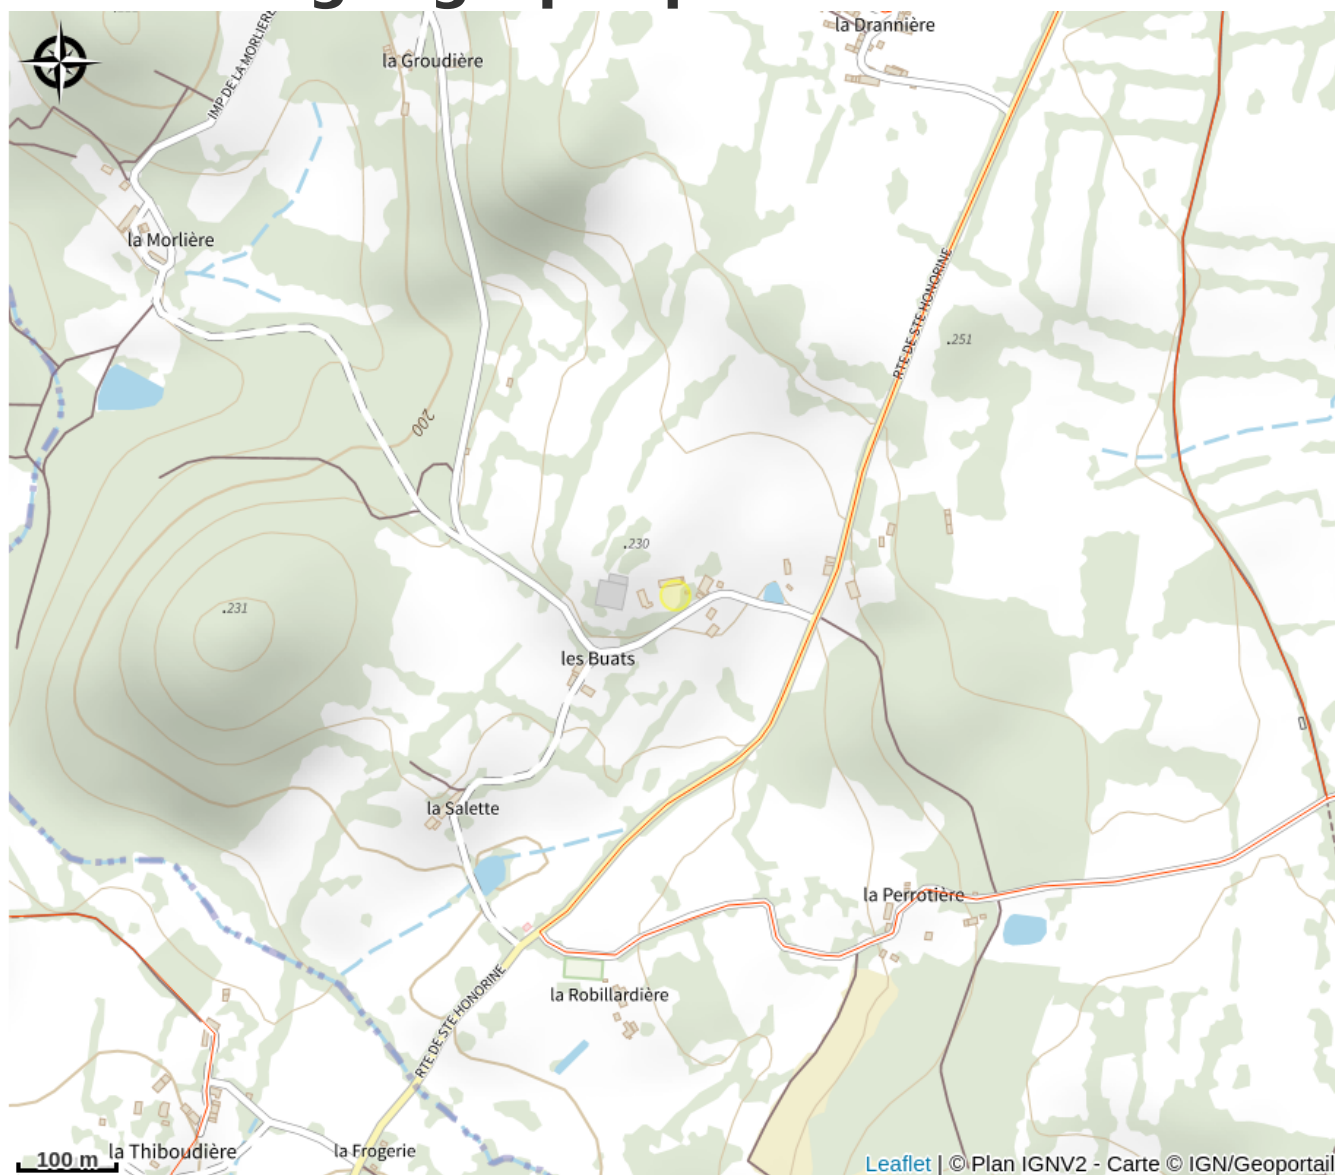 la Drannière
la Groudière
IMP DE LA MORLIERE
la Morlière
RTE DE STE HONORINE
.251
200
.230
.231
les Buats
la Salette
la Perrotière
la Robillardière
RTE DE STE HONORINE
la Thiboudière
la Frogerie
100 m
Leaflet | © Plan IGNV2 - Carte © IGN/Geoportail